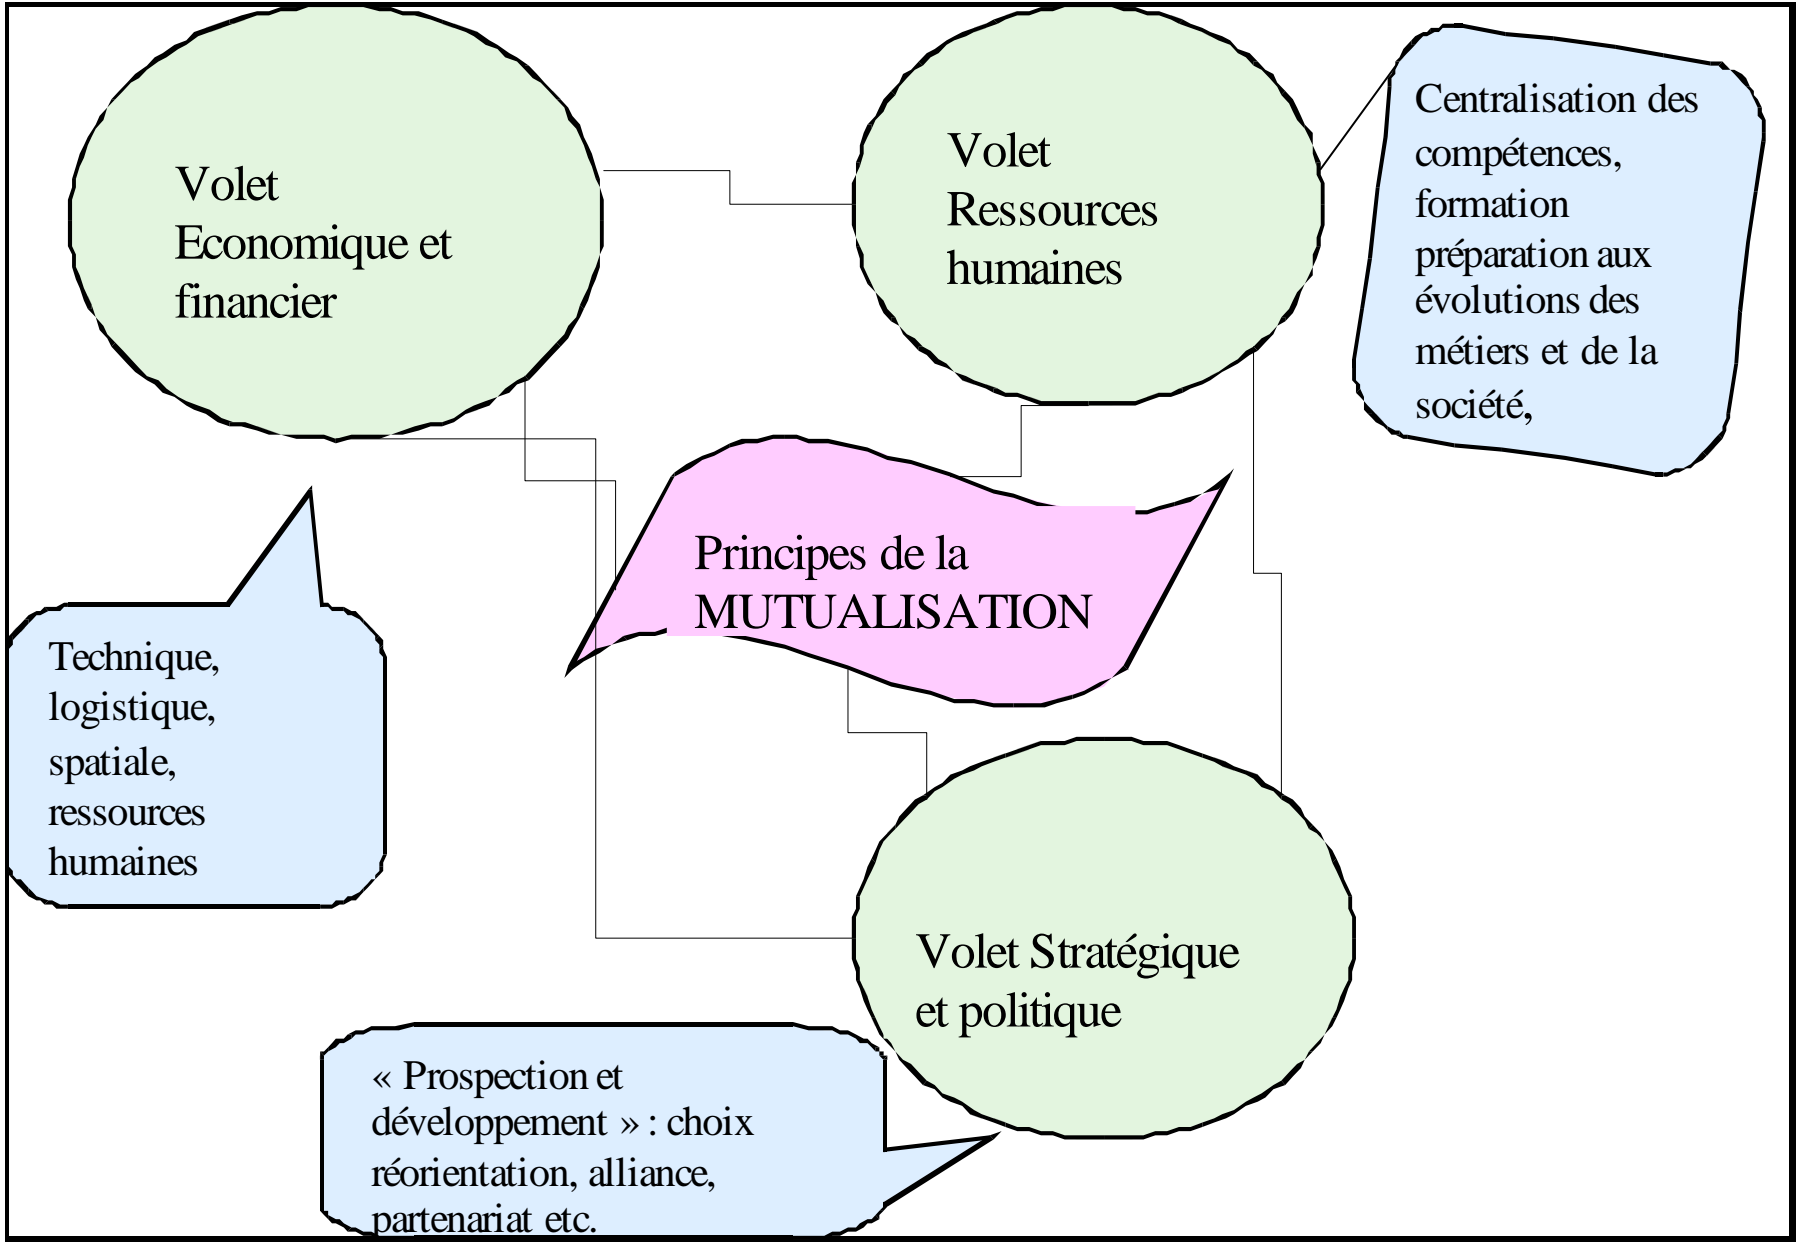 Volet
Economique et
financier
Volet
Ressources
humaines
Centralisation des
compétences,
formation
préparation aux
évolutions des
métiers et de la
société,
Principes de la
MUTUALISATION
Technique,
logistique,
spatiale,
ressources
humaines
Volet Stratégique
et politique
« Prospection et
développement » : choix
réorientation, alliance,
partenariat etc.